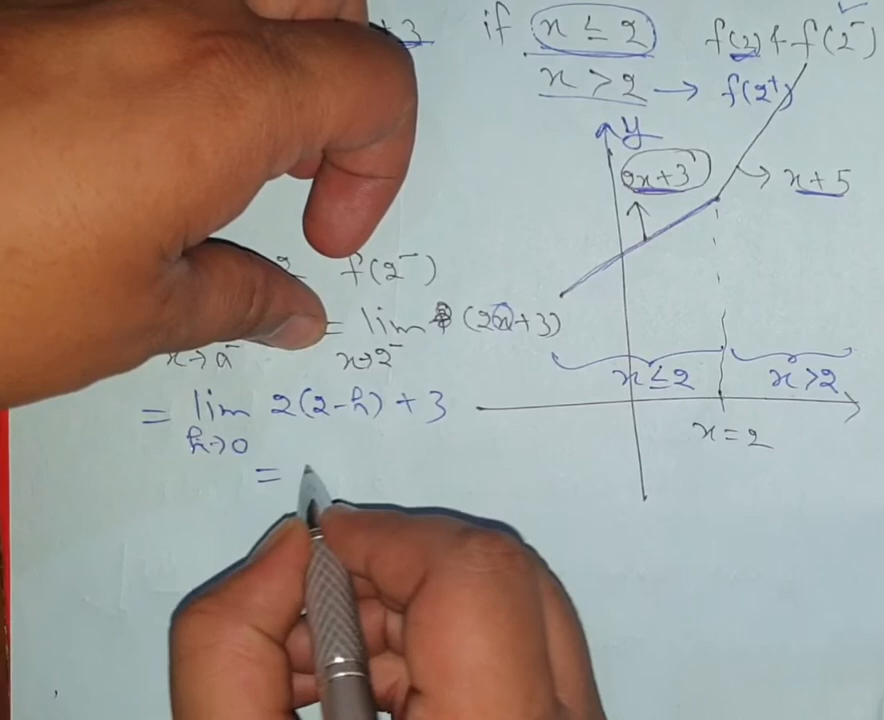 +3 if x ≤ 2 f(2) & f(2⁻)
x > 2 → f(2⁺)
y
2x+3
→ x+5
2 f(2⁻)
x→a⁻ = lim (2x+3)
x→2⁻
x≤2 x>2
= lim 2(2-h)+3
h→0
x=2
=